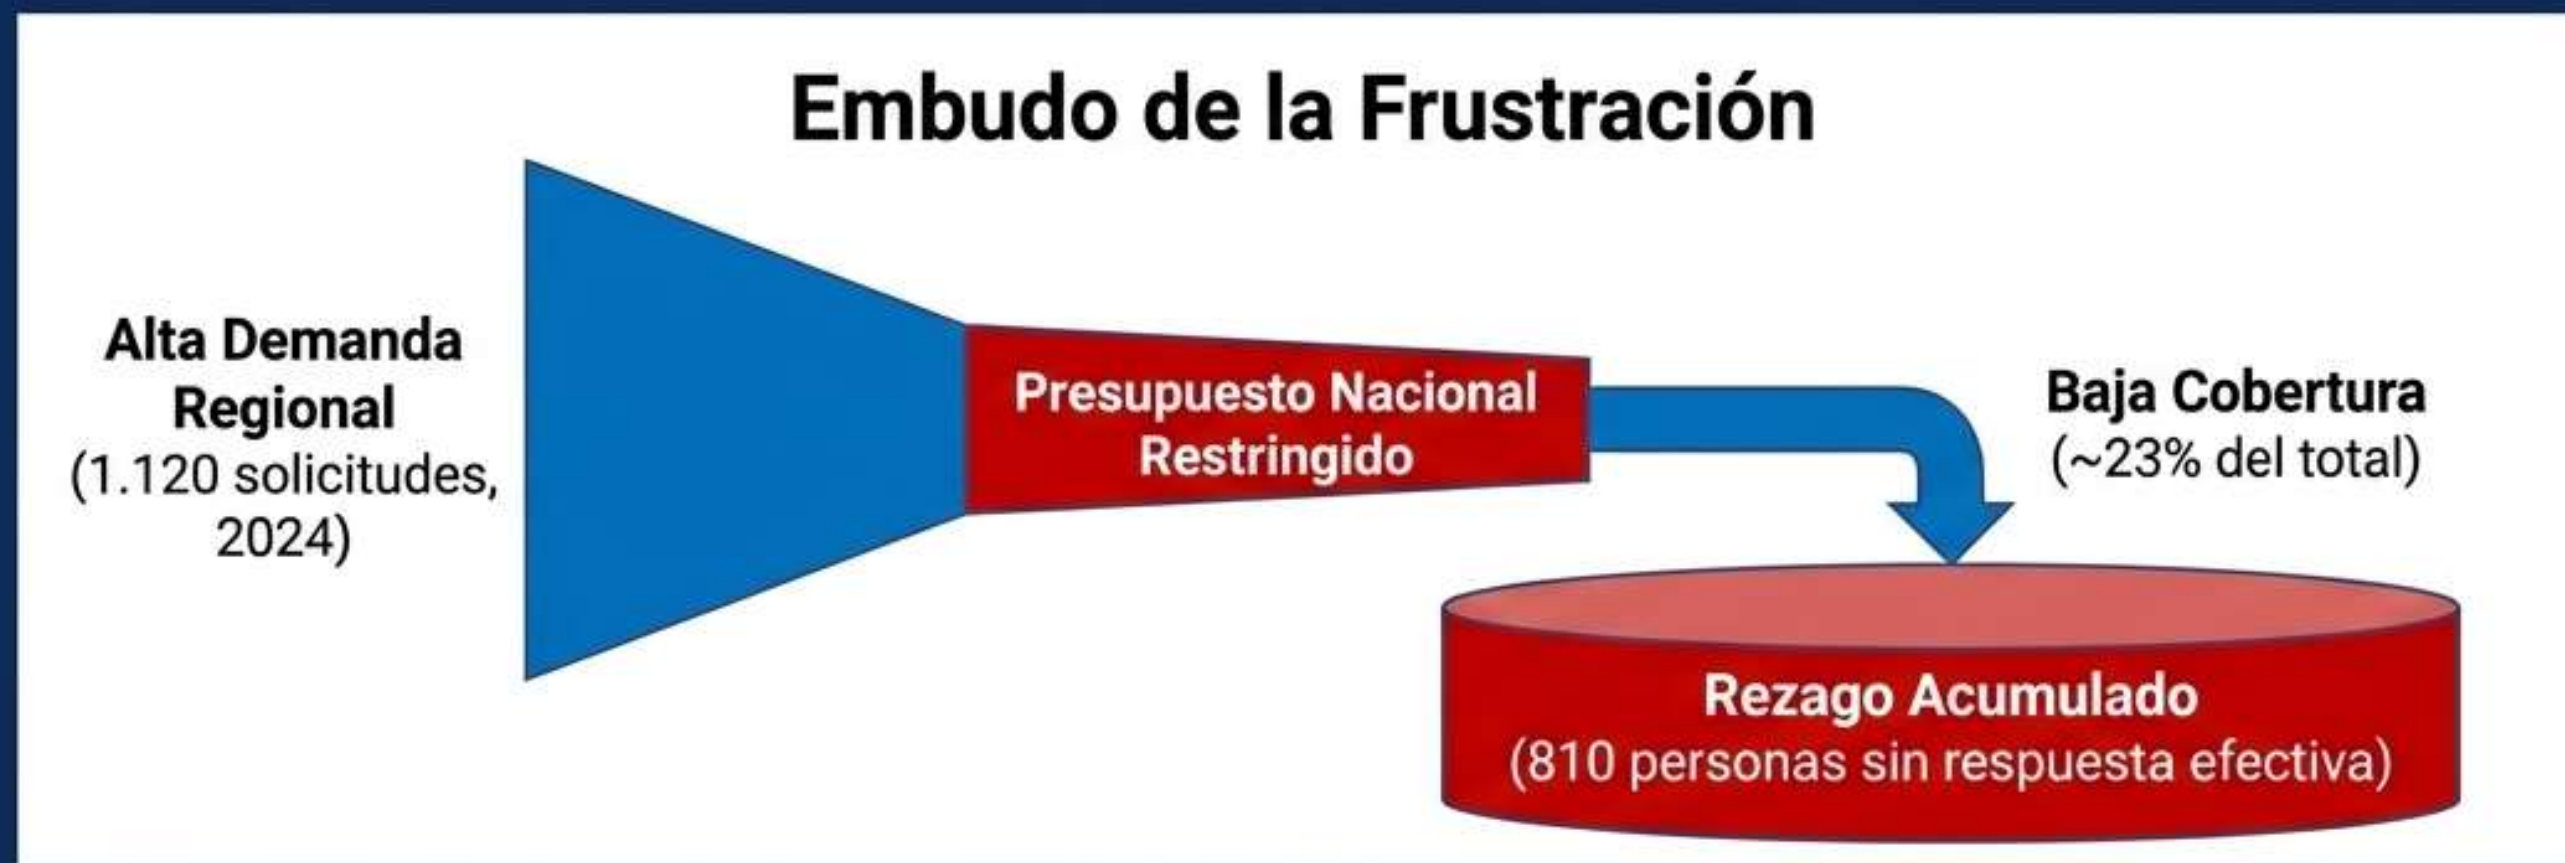 Embudo de la Frustración
Alta Demanda
Regional
(1.120 solicitudes,
2024)
Presupuesto Nacional
Restringido
Baja Cobertura
(~23% del total)
Rezago Acumulado
(810 personas sin respuesta efectiva)